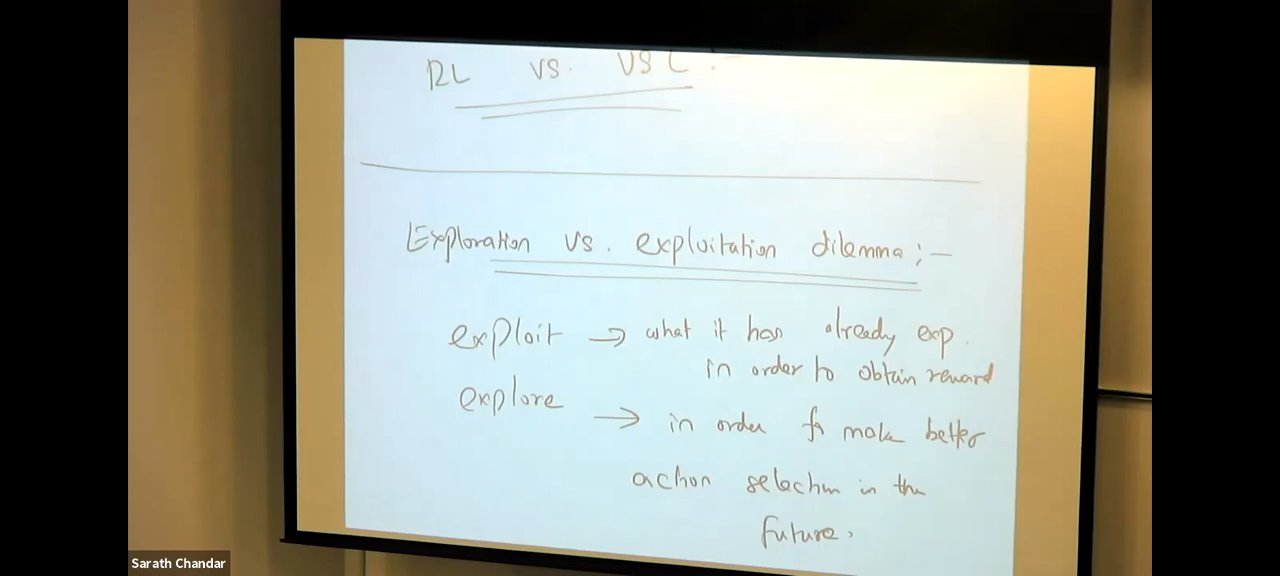 RL vs. USL :-
Exploration vs. exploitation dilemma :-
exploit → what it has already exp.
in order to obtain reward
explore → in order to make better
action selection in the
future.
Sarath Chandar